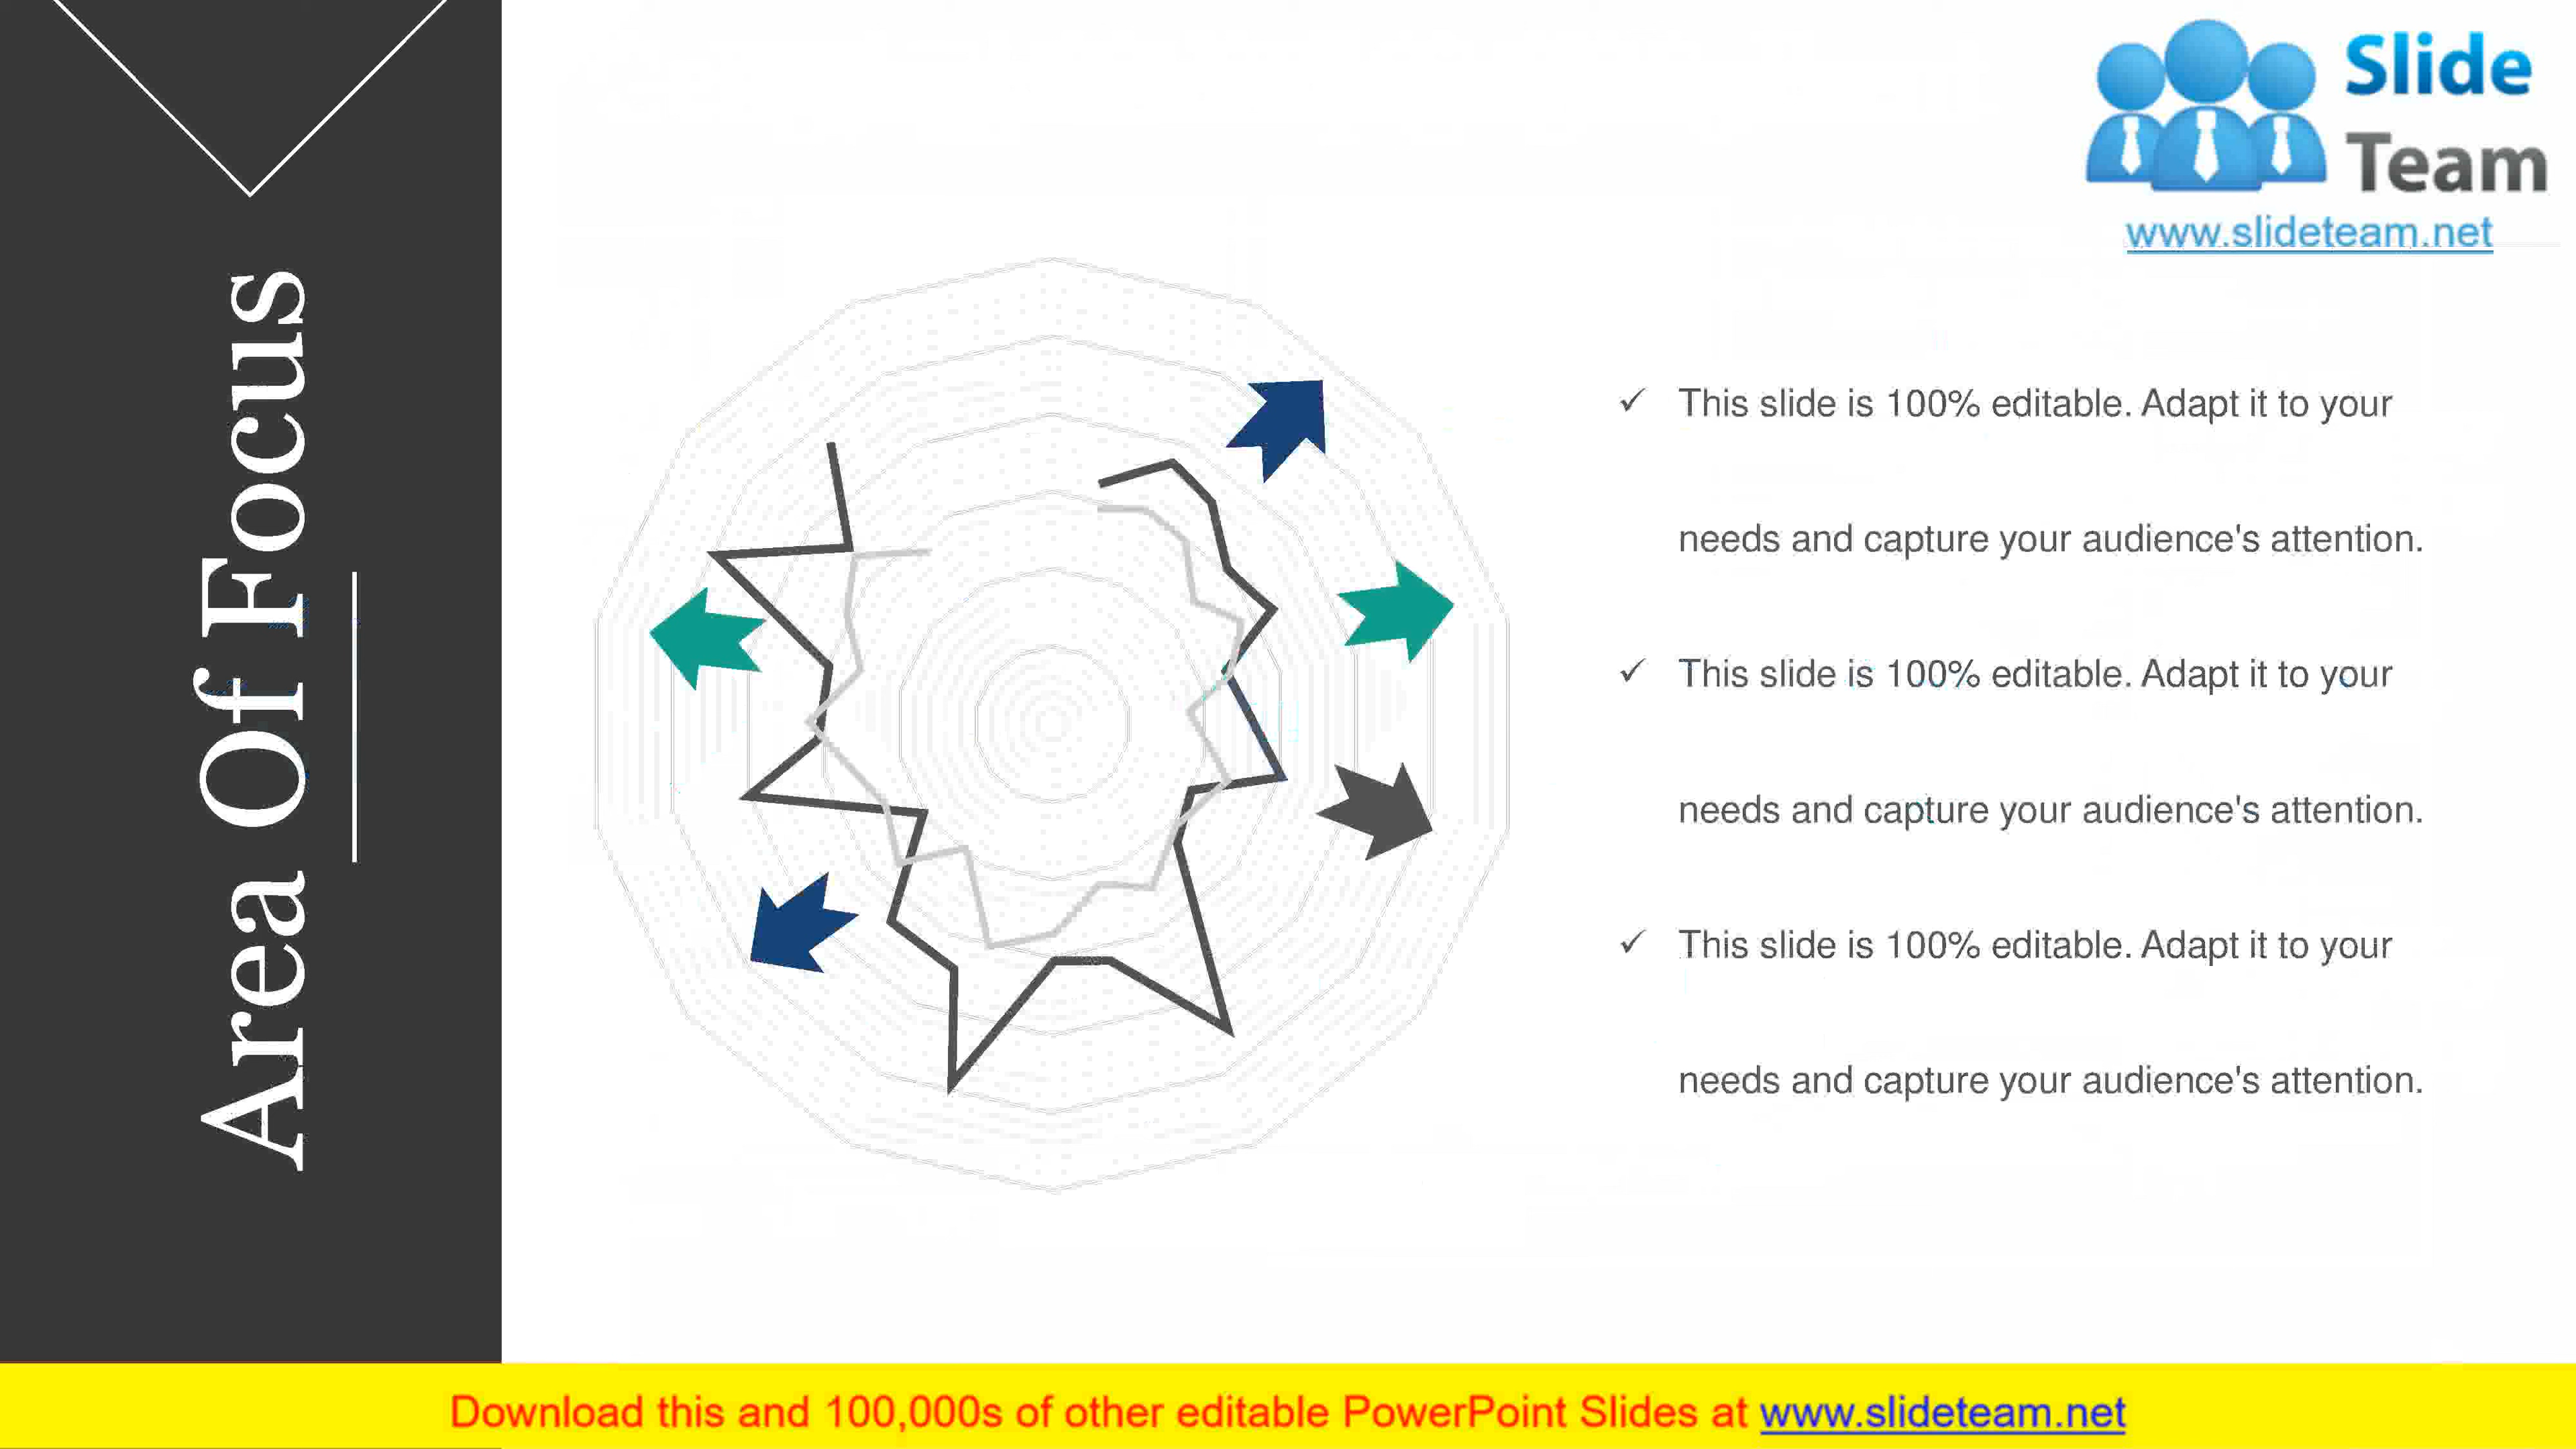 Area Of Focus
Slide
Team
www.slideteam.net
✓ This slide is 100% editable. Adapt it to your
needs and capture your audience's attention.
✓ This slide is 100% editable. Adapt it to your
needs and capture your audience's attention.
✓ This slide is 100% editable. Adapt it to your
needs and capture your audience's attention.
Download this and 100,000s of other editable PowerPoint Slides at www.slideteam.net